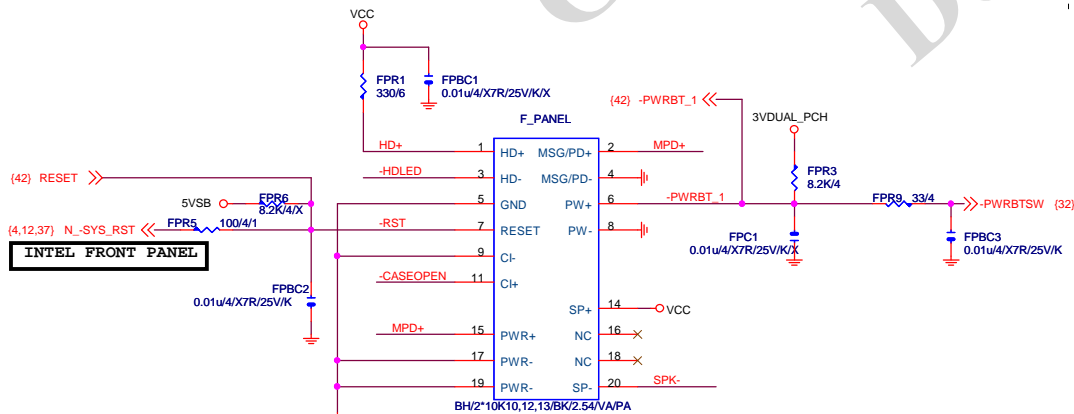 VCC
FPR1
330/6
FPBC1
0.01u/4/X7R/25V/K/X
{42} -PWRBT_1
3VDUAL_PCH
F_PANEL
HD+ 1 HD+ MSG/PD+ 2 MPD+
-HDLED 3 HD- MSG/PD- 4
FPR3
8.2K/4
{42} RESET
5VSB
FPR6
8.2K/4/X
5 GND PW+ 6 -PWRBT_1
FPR9 33/4
-PWRBTSW {32}
{4,12,37} N_-SYS_RST
FPR5 100/4/1
-RST 7 RESET PW- 8
FPC1
0.01u/4/X7R/25V/K/X
FPBC3
0.01u/4/X7R/25V/K
INTEL FRONT PANEL
9 CI-
-CASEOPEN 11 CI+
FPBC2
0.01u/4/X7R/25V/K
SP+ 14 VCC
MPD+ 15 PWR+ NC 16
17 PWR- NC 18
19 PWR- SP- 20 SPK-
BH/2*10K10,12,13/BK/2.54/VA/PA